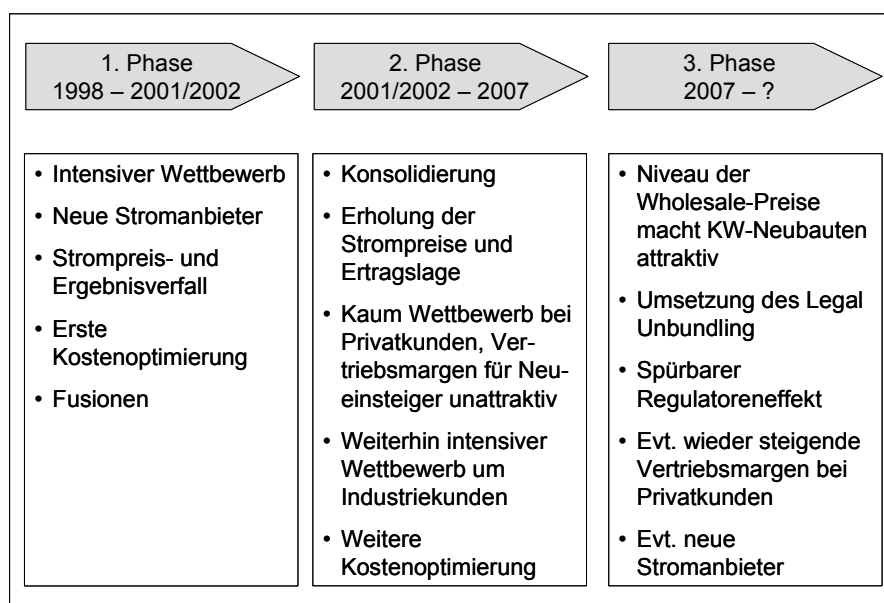 1. Phase
1998 – 2001/2002
2. Phase
2001/2002 – 2007
3. Phase
2007 – ?
• Intensiver Wettbewerb
• Neue Stromanbieter
• Strompreis- und
Ergebnisverfall
• Erste
Kostenoptimierung
• Fusionen
• Konsolidierung
• Erholung der
Strompreise und
Ertragslage
• Kaum Wettbewerb bei
Privatkunden, Ver-
triebsmargen für Neu-
einsteiger unattraktiv
• Weiterhin intensiver
Wettbewerb um
Industriekunden
• Weitere
Kostenoptimierung
• Niveau der
Wholesale-Preise
macht KW-Neubauten
attraktiv
• Umsetzung des Legal
Unbundling
• Spürbarer
Regulatoreneffekt
• Evt. wieder steigende
Vertriebsmargen bei
Privatkunden
• Evt. neue
Stromanbieter